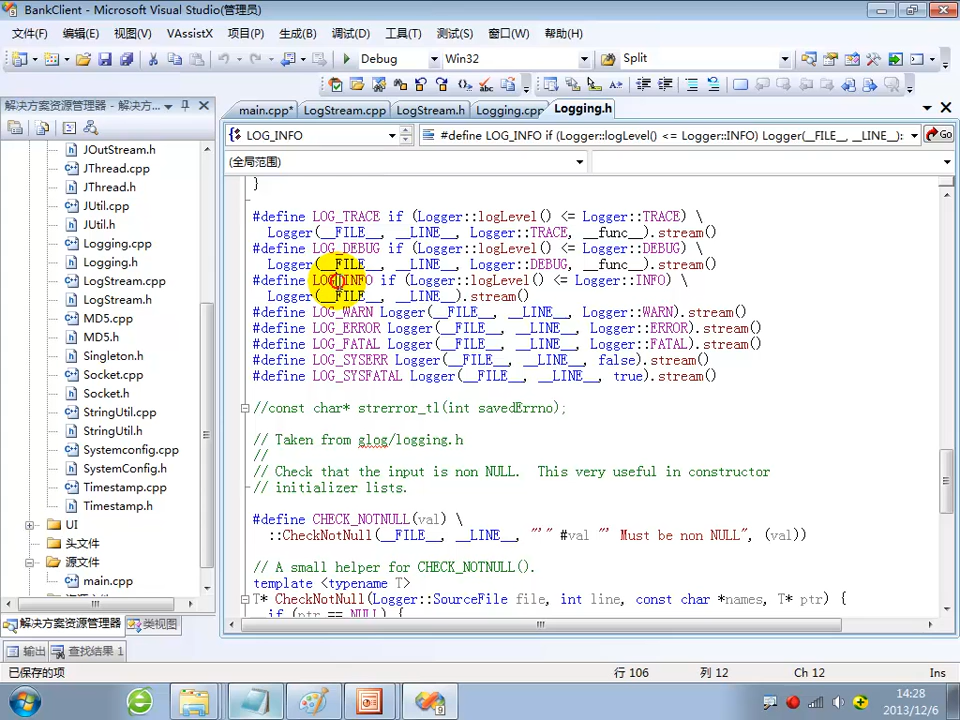 BankClient - Microsoft Visual Studio(管理员)
文件(F) 编辑(E) 视图(V) VAssistX 项目(P) 生成(B) 调试(D) 工具(T) 测试(S) 窗口(W) 帮助(H)
Debug Win32 Split
解决方案资源管理器 - 解决方...
main.cpp* LogStream.cpp LogStream.h Logging.cpp Logging.h
LOG_INFO #define LOG_INFO if (Logger::logLevel() <= Logger::INFO) Logger(__FILE__, __LINE__): Go
(全局范围)
JOutStream.h
JThread.cpp
JThread.h
JUtil.cpp
JUtil.h
Logging.cpp
Logging.h
LogStream.cpp
LogStream.h
MD5.cpp
MD5.h
Singleton.h
Socket.cpp
Socket.h
StringUtil.cpp
StringUtil.h
Systemconfig.cpp
SystemConfig.h
Timestamp.cpp
Timestamp.h
UI
头文件
源文件
main.cpp
}
#define LOG_TRACE if (Logger::logLevel() <= Logger::TRACE) \
Logger(__FILE__, __LINE__, Logger::TRACE, __func__).stream()
#define LOG_DEBUG if (Logger::logLevel() <= Logger::DEBUG) \
Logger(__FILE__, __LINE__, Logger::DEBUG, __func__).stream()
#define LOG_INFO if (Logger::logLevel() <= Logger::INFO) \
Logger(__FILE__, __LINE__).stream()
#define LOG_WARN Logger(__FILE__, __LINE__, Logger::WARN).stream()
#define LOG_ERROR Logger(__FILE__, __LINE__, Logger::ERROR).stream()
#define LOG_FATAL Logger(__FILE__, __LINE__, Logger::FATAL).stream()
#define LOG_SYSERR Logger(__FILE__, __LINE__, false).stream()
#define LOG_SYSFATAL Logger(__FILE__, __LINE__, true).stream()
//const char* strerror_tl(int savedErrno);
// Taken from glog/logging.h
//
// Check that the input is non NULL.  This very useful in constructor
// initializer lists.
#define CHECK_NOTNULL(val) \
::CheckNotNull(__FILE__, __LINE__, "'" #val "' Must be non NULL", (val))
// A small helper for CHECK_NOTNULL().
template <typename T>
T* CheckNotNull(Logger::SourceFile file, int line, const char *names, T* ptr) {
if (ptr == NULL) {
解决方案资源管理器 类视图
输出 查找结果 1
已保存的项 行 106 列 12 Ch 12 Ins
14:28
2013/12/6